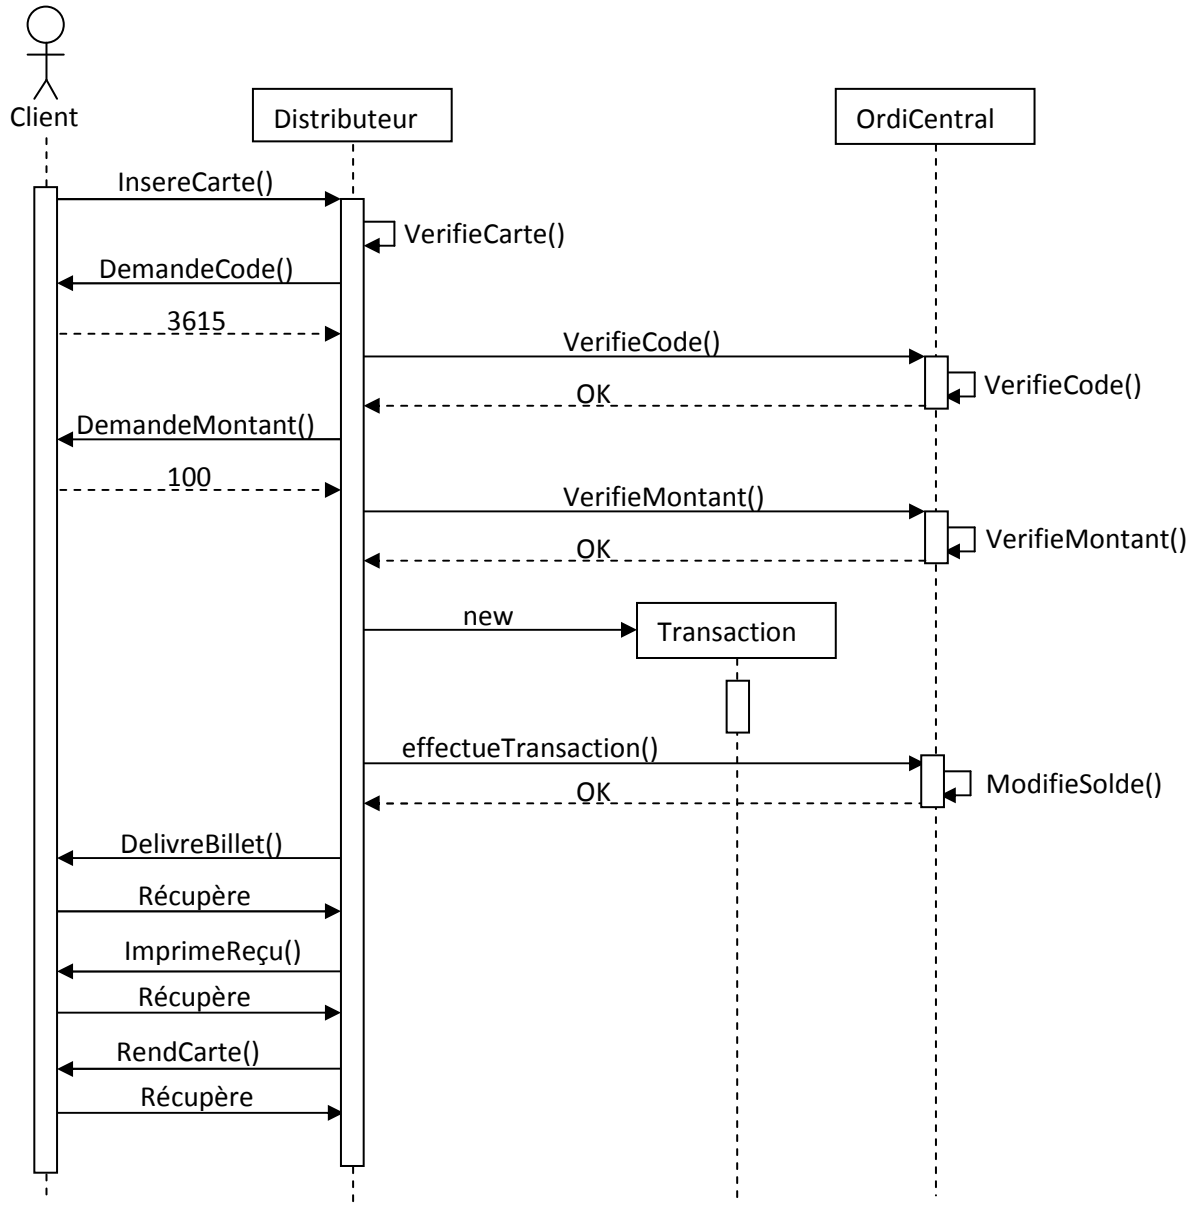 Client
Distributeur
OrdiCentral
InsereCarte()
VerifieCarte()
DemandeCode()
3615
VerifieCode()
VerifieCode()
OK
DemandeMontant()
100
VerifieMontant()
VerifieMontant()
OK
new
Transaction
effectueTransaction()
ModifieSolde()
OK
DelivreBillet()
Récupère
ImprimeReçu()
Récupère
RendCarte()
Récupère